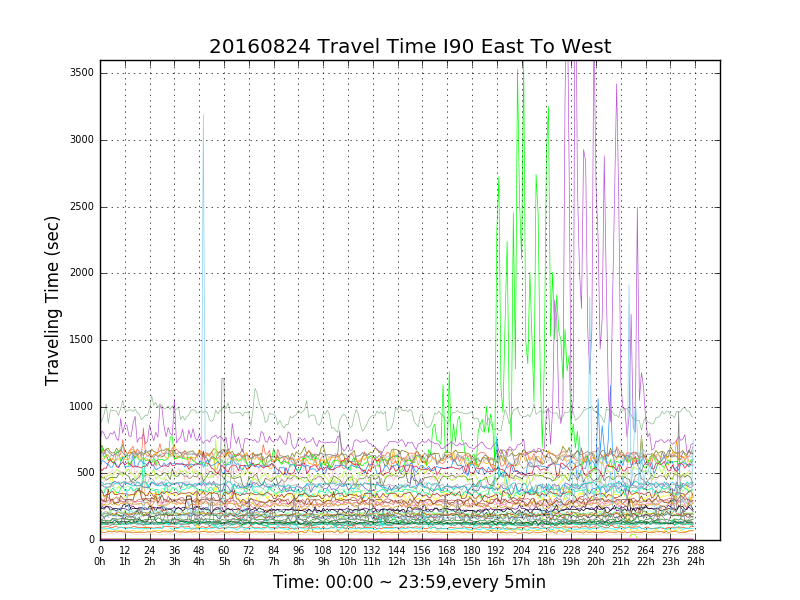 20160824 Travel Time I90 East To West
Traveling Time (sec)
3500
3000
2500
2000
1500
1000
500
0
0 12 24 36 48 60 72 84 96 108 120 132 144 156 168 180 192 204 216 228 240 252 264 276 288
0h 1h 2h 3h 4h 5h 6h 7h 8h 9h 10h 11h 12h 13h 14h 15h 16h 17h 18h 19h 20h 21h 22h 23h 24h
Time: 00:00 ~ 23:59,every 5min